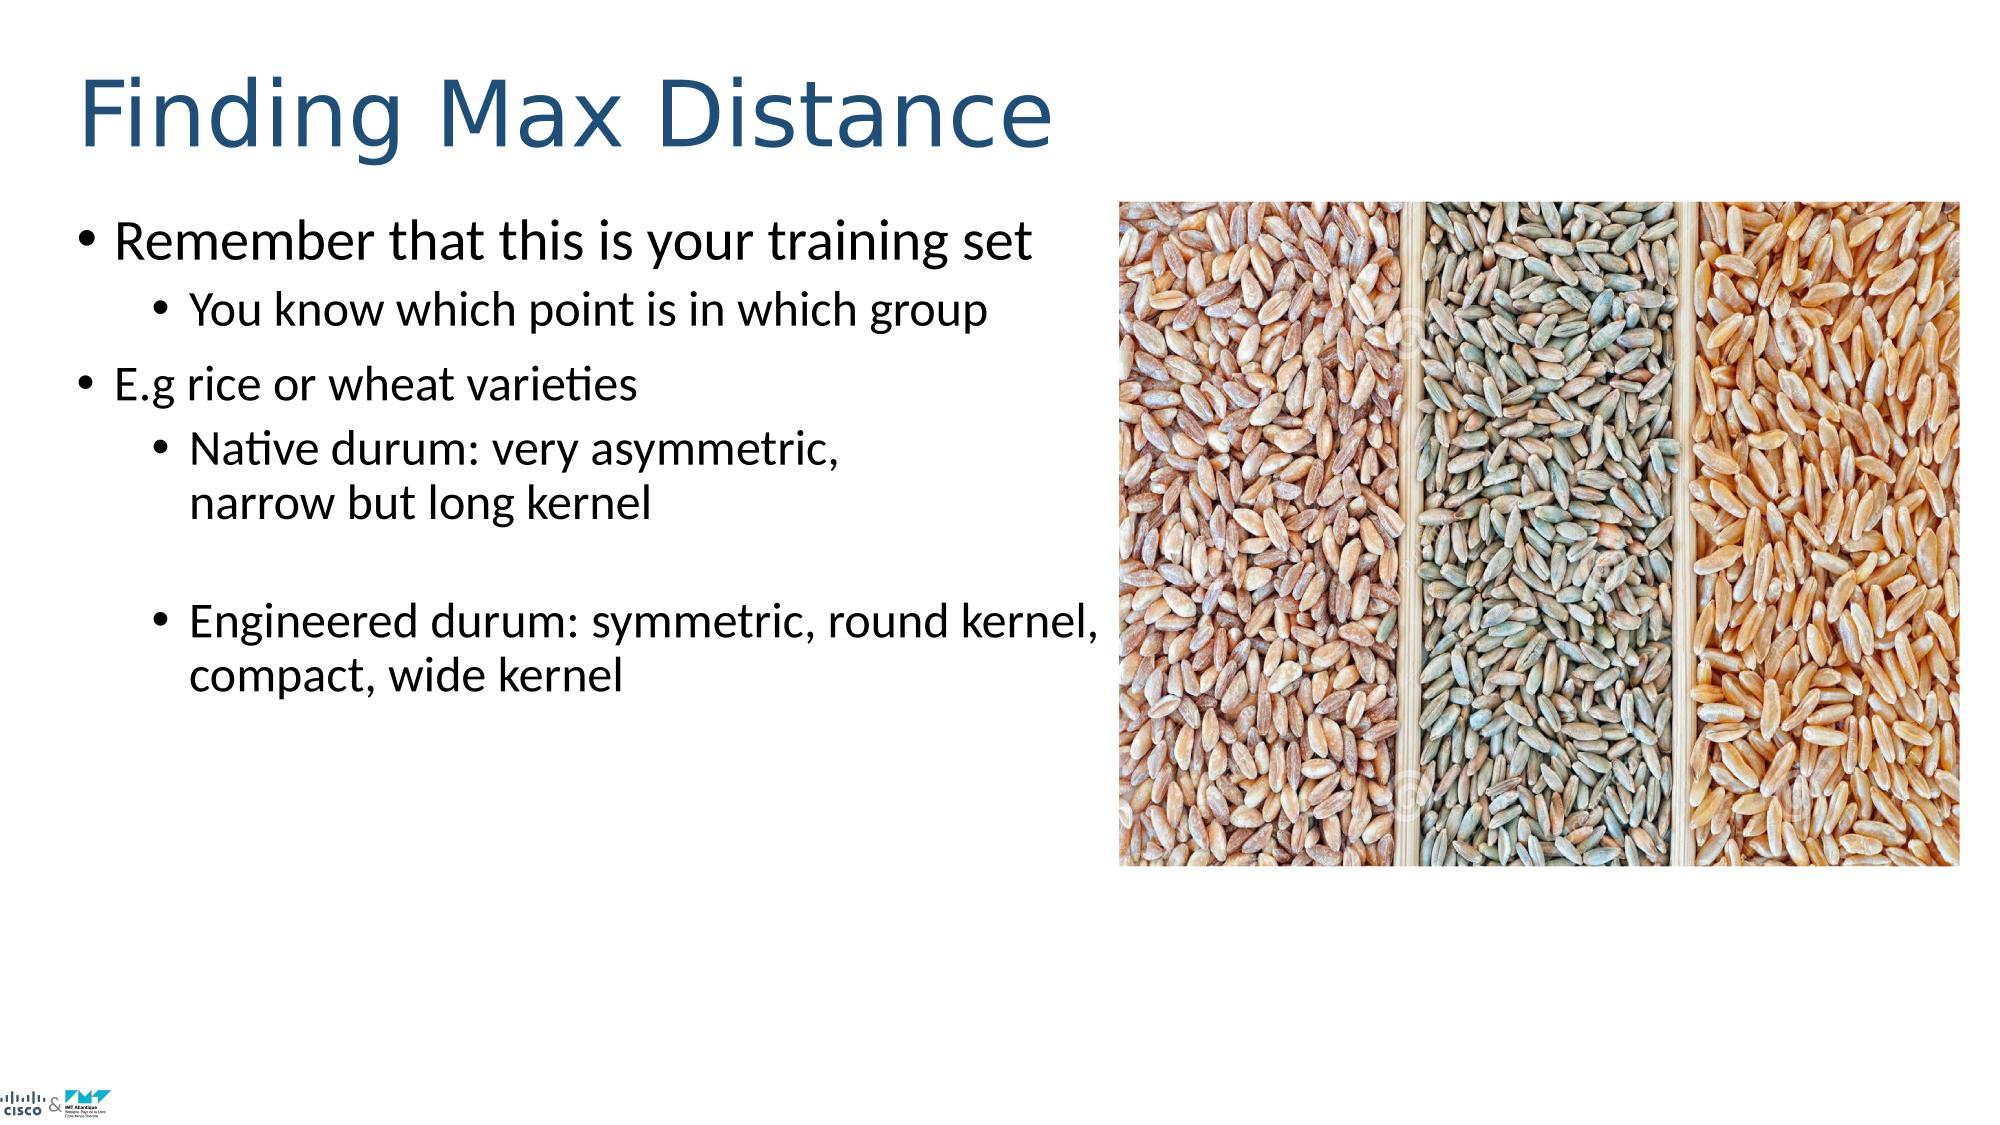 Finding Max Distance
• Remember that this is your training set
• You know which point is in which group
• E.g rice or wheat varieties
• Native durum: very asymmetric,
narrow but long kernel
• Engineered durum: symmetric, round kernel,
compact, wide kernel
cisco
&
IMT Atlantique